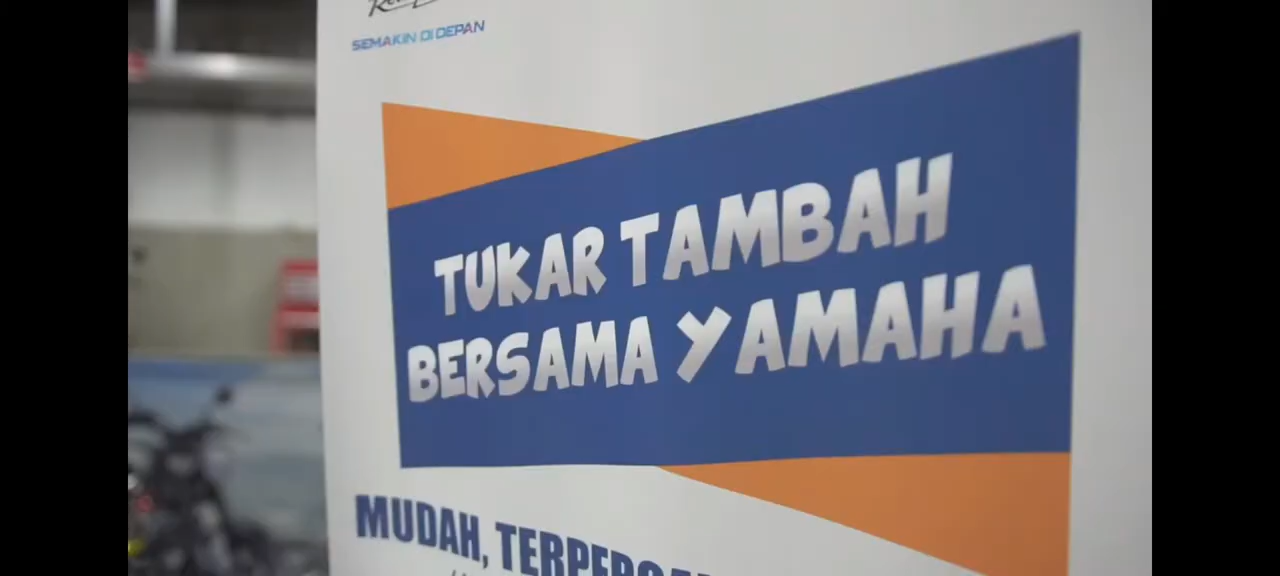 SEMAKIN DI DEPAN
TUKAR TAMBAH
BERSAMA YAMAHA
MUDAH,